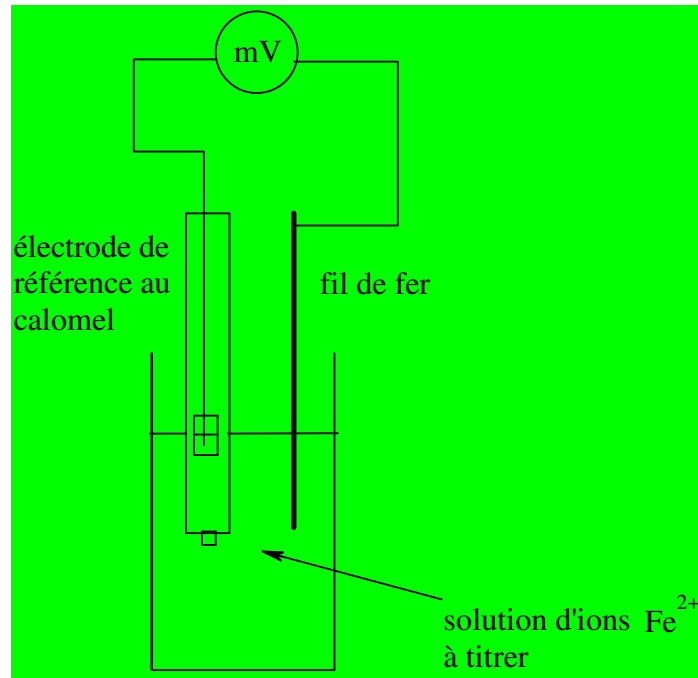 mV
électrode de
référence au
calomel
fil de fer
solution d'ions Fe²⁺
à titrer